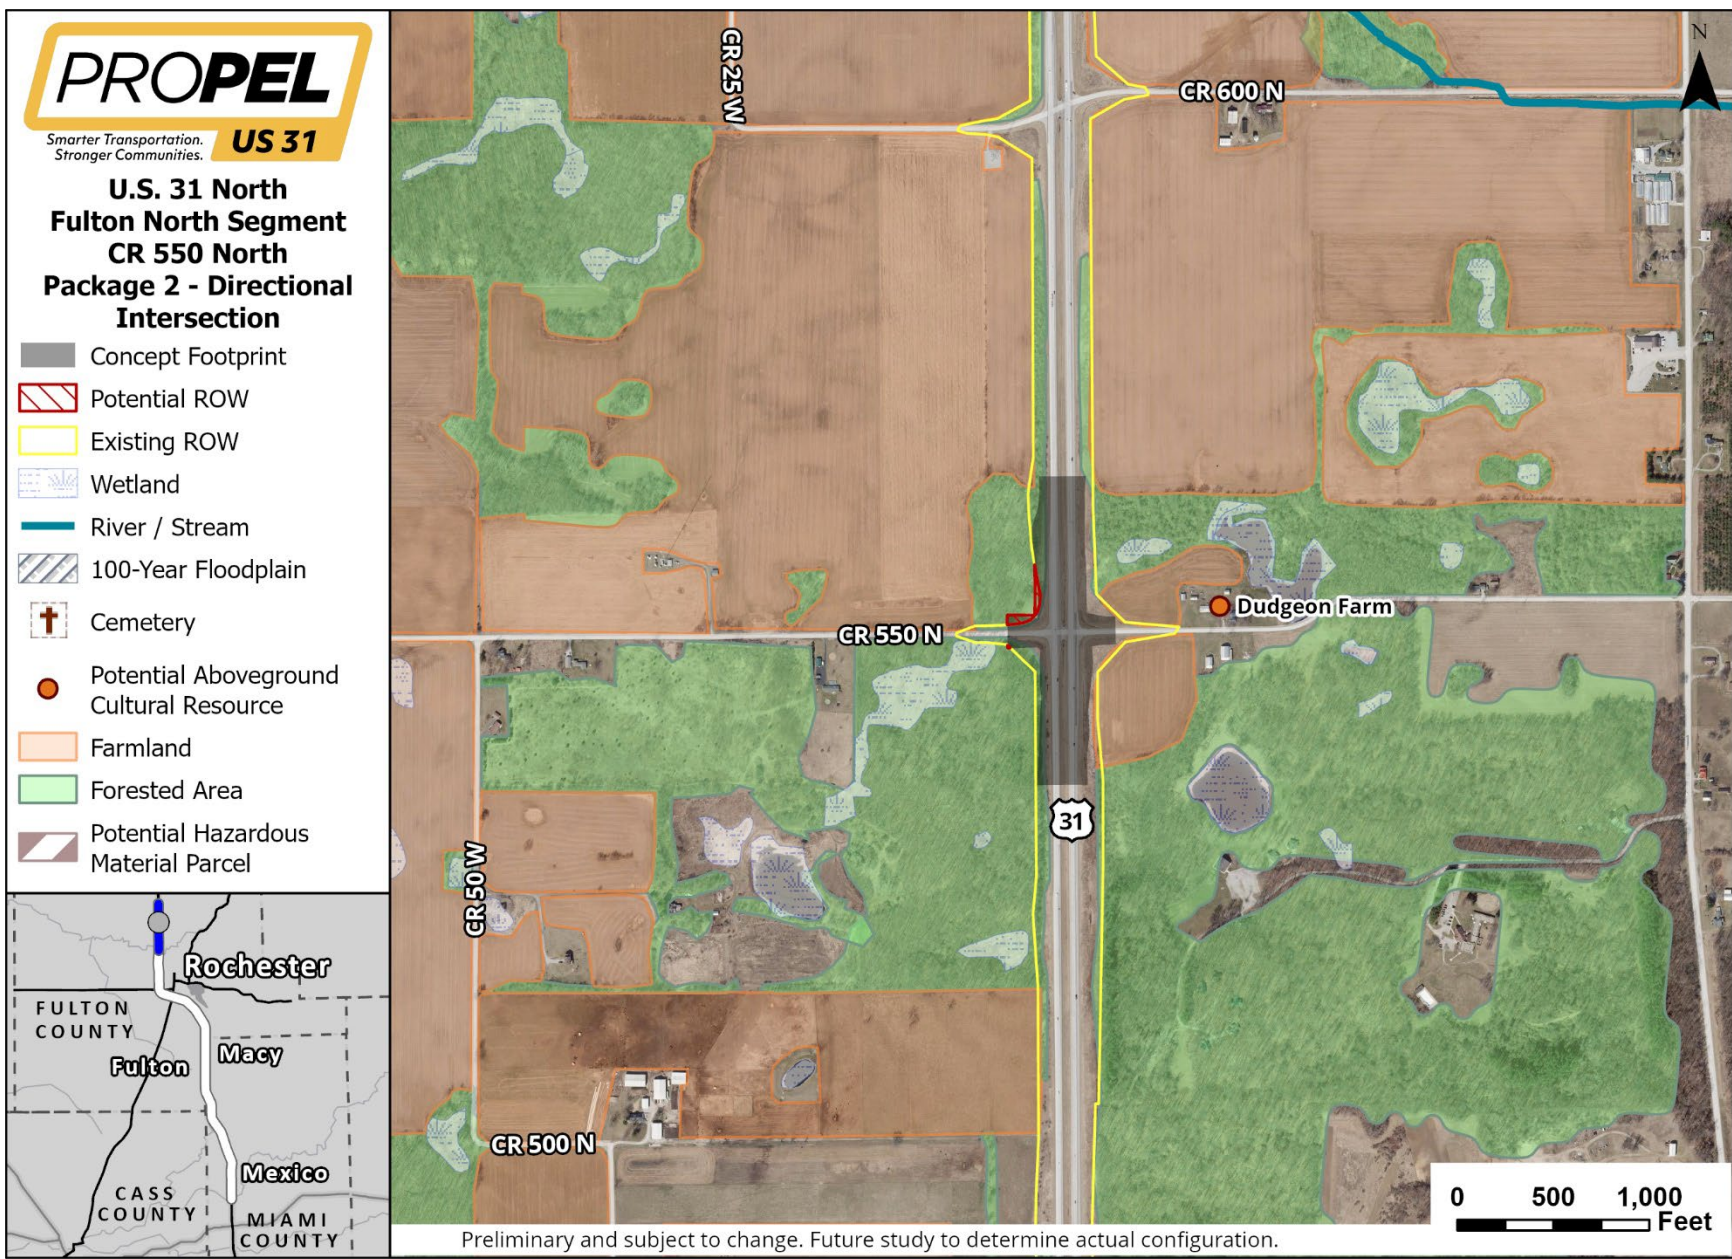 PROPEL
Smarter Transportation.
Stronger Communities.
US 31
U.S. 31 North
Fulton North Segment
CR 550 North
Package 2 - Directional
Intersection
Concept Footprint
Potential ROW
Existing ROW
Wetland
River / Stream
100-Year Floodplain
Cemetery
Potential Aboveground
Cultural Resource
Farmland
Forested Area
Potential Hazardous
Material Parcel
Rochester
FULTON
COUNTY
Fulton
Macy
Mexico
CASS
COUNTY
MIAMI
COUNTY
CR 25 W
CR 600 N
N
Dudgeon Farm
CR 550 N
31
CR 50 W
CR 500 N
0 500 1,000
Feet
Preliminary and subject to change. Future study to determine actual configuration.